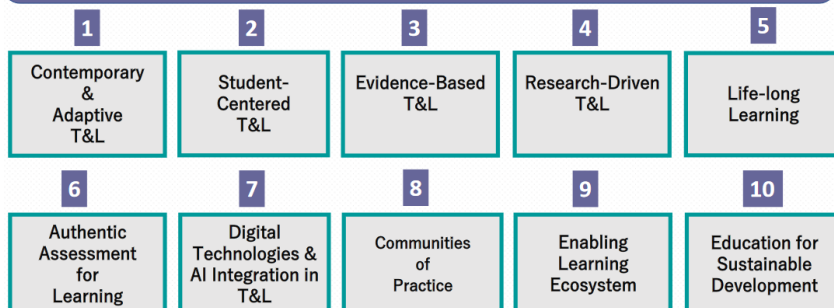 1
Contemporary
&
Adaptive
T&L
2
Student-
Centered
T&L
3
Evidence-Based
T&L
4
Research-Driven
T&L
5
Life-long
Learning
6
Authentic
Assessment
for
Learning
7
Digital
Technologies &
AI Integration in
T&L
8
Communities
of
Practice
9
Enabling
Learning
Ecosystem
10
Education for
Sustainable
Development